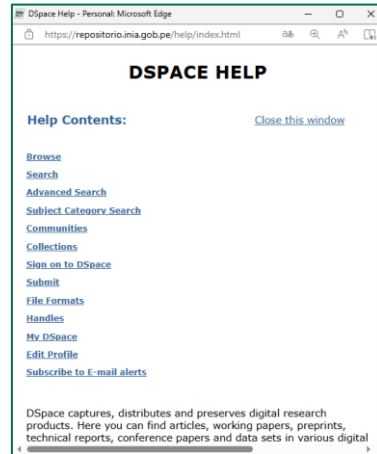 DSpace Help - Personal: Microsoft Edge
https://repositorio.inia.gob.pe/help/index.html
DSPACE HELP
Help Contents: Close this window
Browse
Search
Advanced Search
Subject Category Search
Communities
Collections
Sign on to DSpace
Submit
File Formats
Handles
My DSpace
Edit Profile
Subscribe to E-mail alerts
DSpace captures, distributes and preserves digital research
products. Here you can find articles, working papers, preprints,
technical reports, conference papers and data sets in various digital